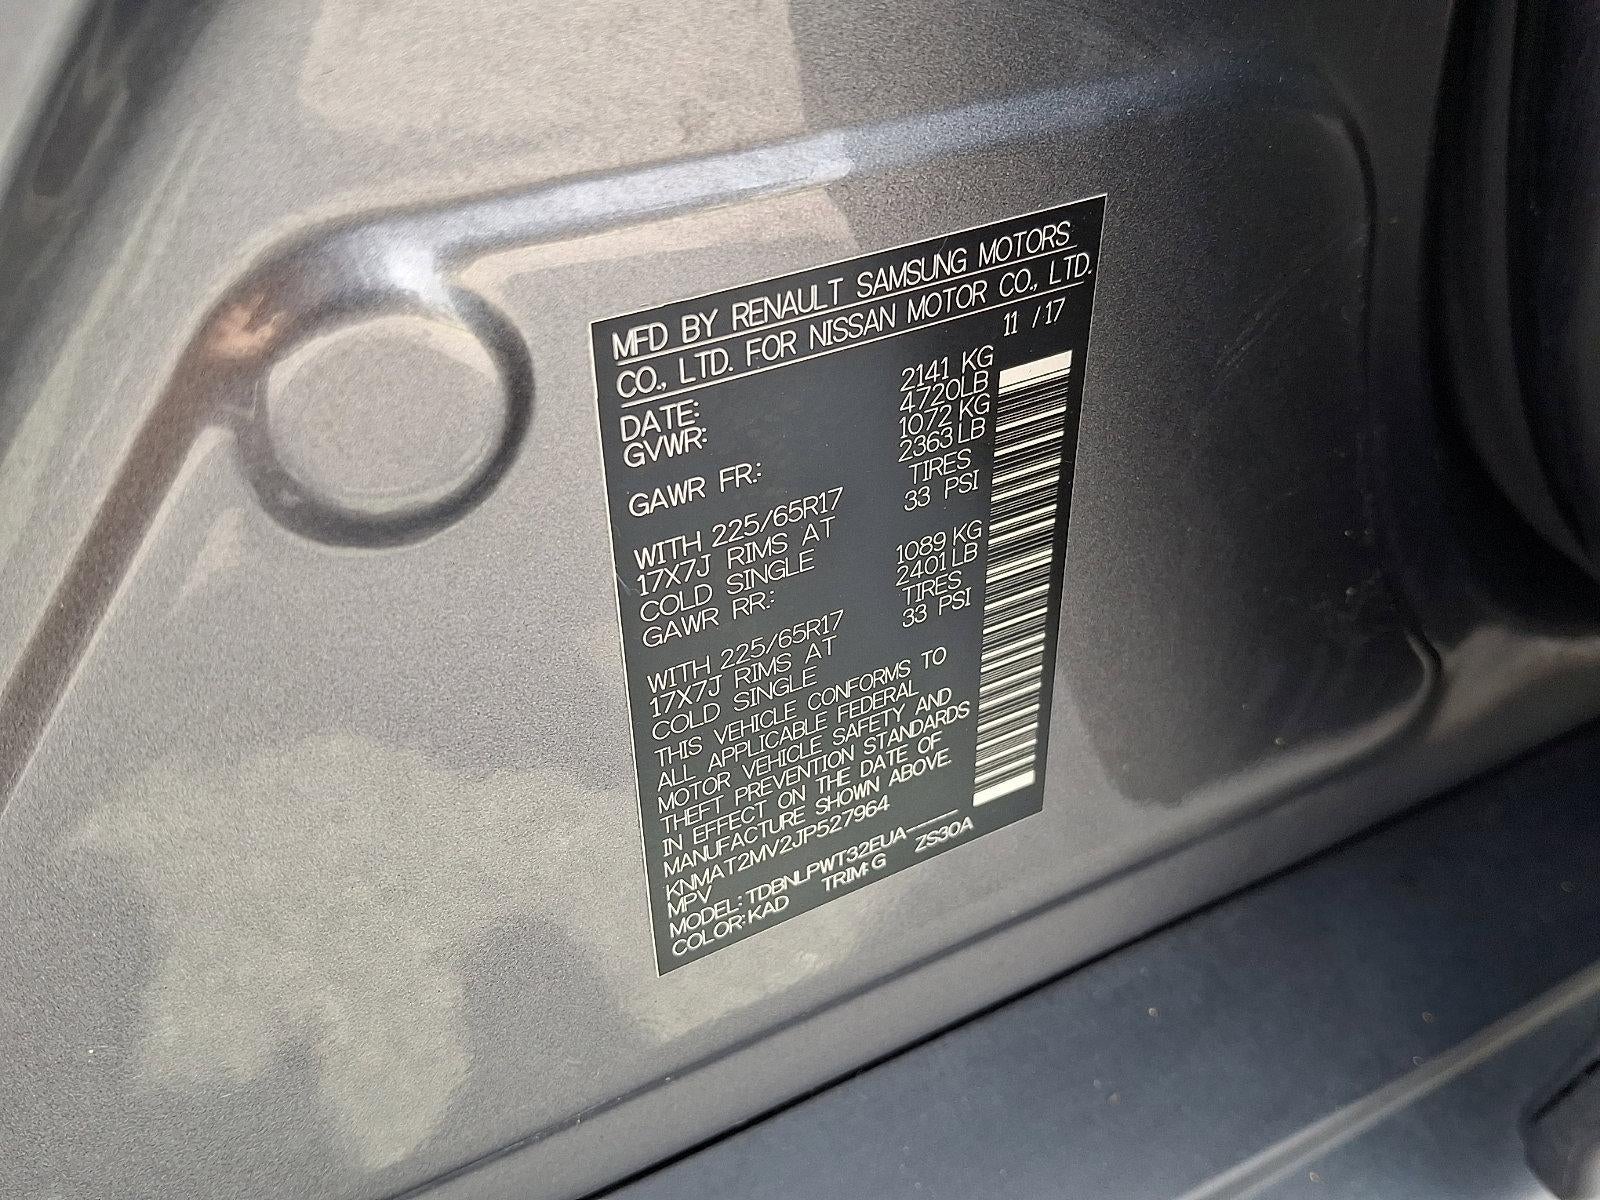 MFD BY RENAULT SAMSUNG MOTORS
CO., LTD. FOR NISSAN MOTOR CO., LTD.
DATE: 11 / 17
GVWR: 2141 KG
4720LB
GAWR FR.: 1072 KG
2363LB
WITH 225/65R17 TIRES
17X7J RIMS AT 33 PSI
COLD SINGLE
GAWR RR.: 1089 KG
2401LB
WITH 225/65R17 TIRES
17X7J RIMS AT 33 PSI
COLD SINGLE
THIS VEHICLE CONFORMS TO
ALL APPLICABLE FEDERAL
MOTOR VEHICLE SAFETY AND
THEFT PREVENTION STANDARDS
IN EFFECT ON THE DATE OF
MANUFACTURE SHOWN ABOVE.
KNMAT2MV2JP527964
MPV
MODEL: TDBNLPWT32EUA-----
COLOR: KAD TRIM: G ZS30A